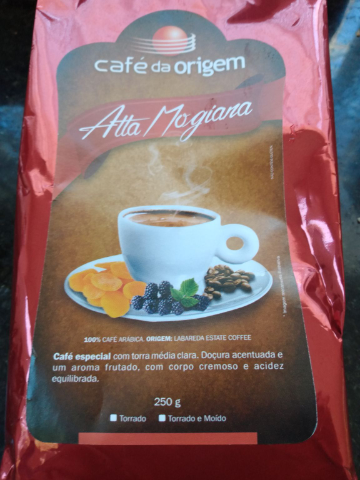 café da origem
Alta Mogiana
100% CAFÉ ARÁBICA. ORIGEM: LABAREDA ESTATE COFFEE
Café especial com torra média clara. Doçura acentuada e
um aroma frutado, com corpo cremoso e acidez
equilibrada.
250 g
Torrado Torrado e Moído